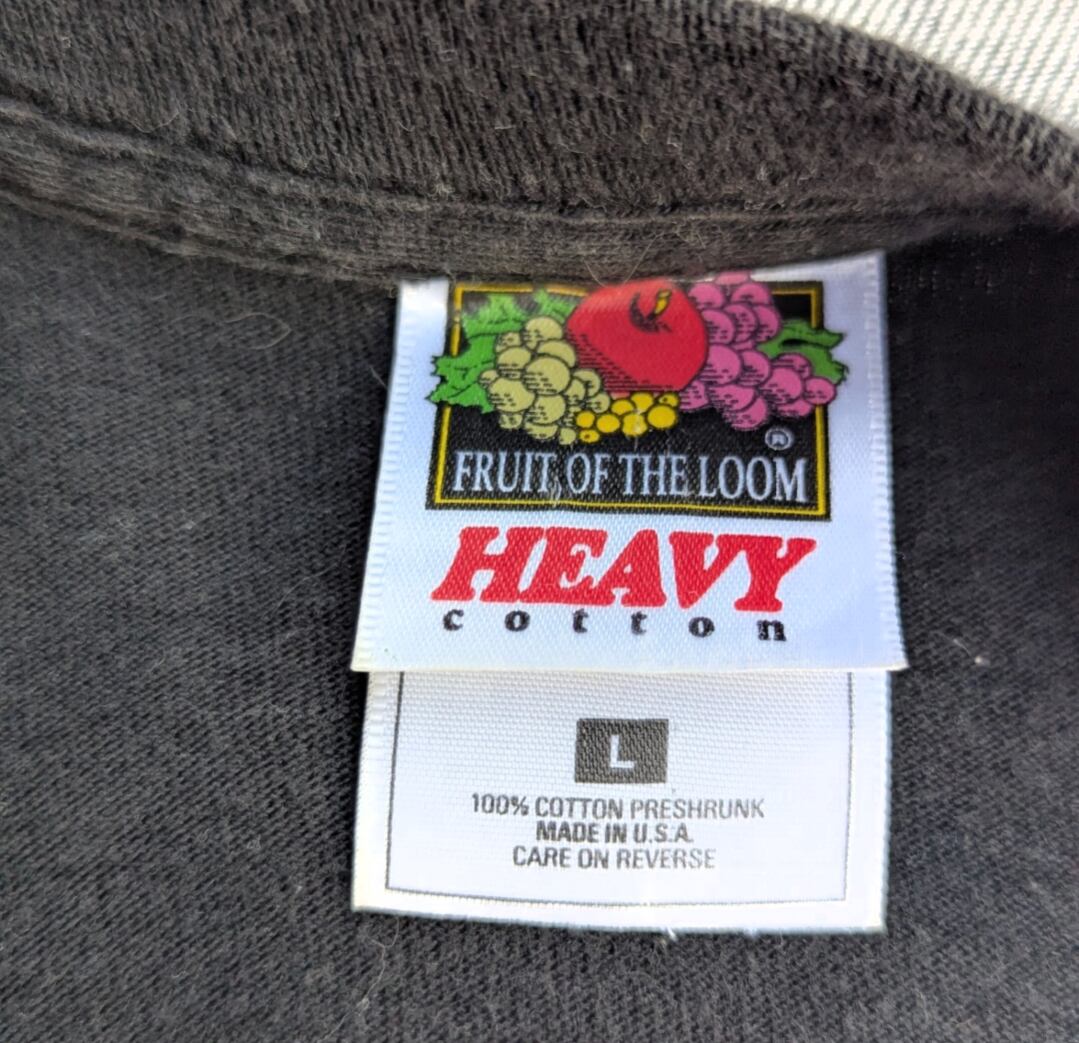 ®
FRUIT OF THE LOOM
HEAVY
cotton
L
100% COTTON PRESHRUNK
MADE IN U.S.A.
CARE ON REVERSE